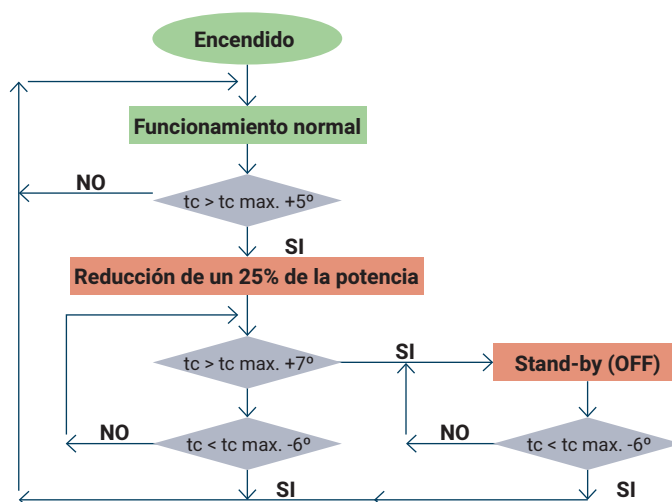 Encendido
Funcionamiento normal
NO
tc > tc max. +5º
SI
Reducción de un 25% de la potencia
tc > tc max. +7º
SI
Stand-by (OFF)
NO
tc < tc max. -6º
NO
tc < tc max. -6º
SI
SI